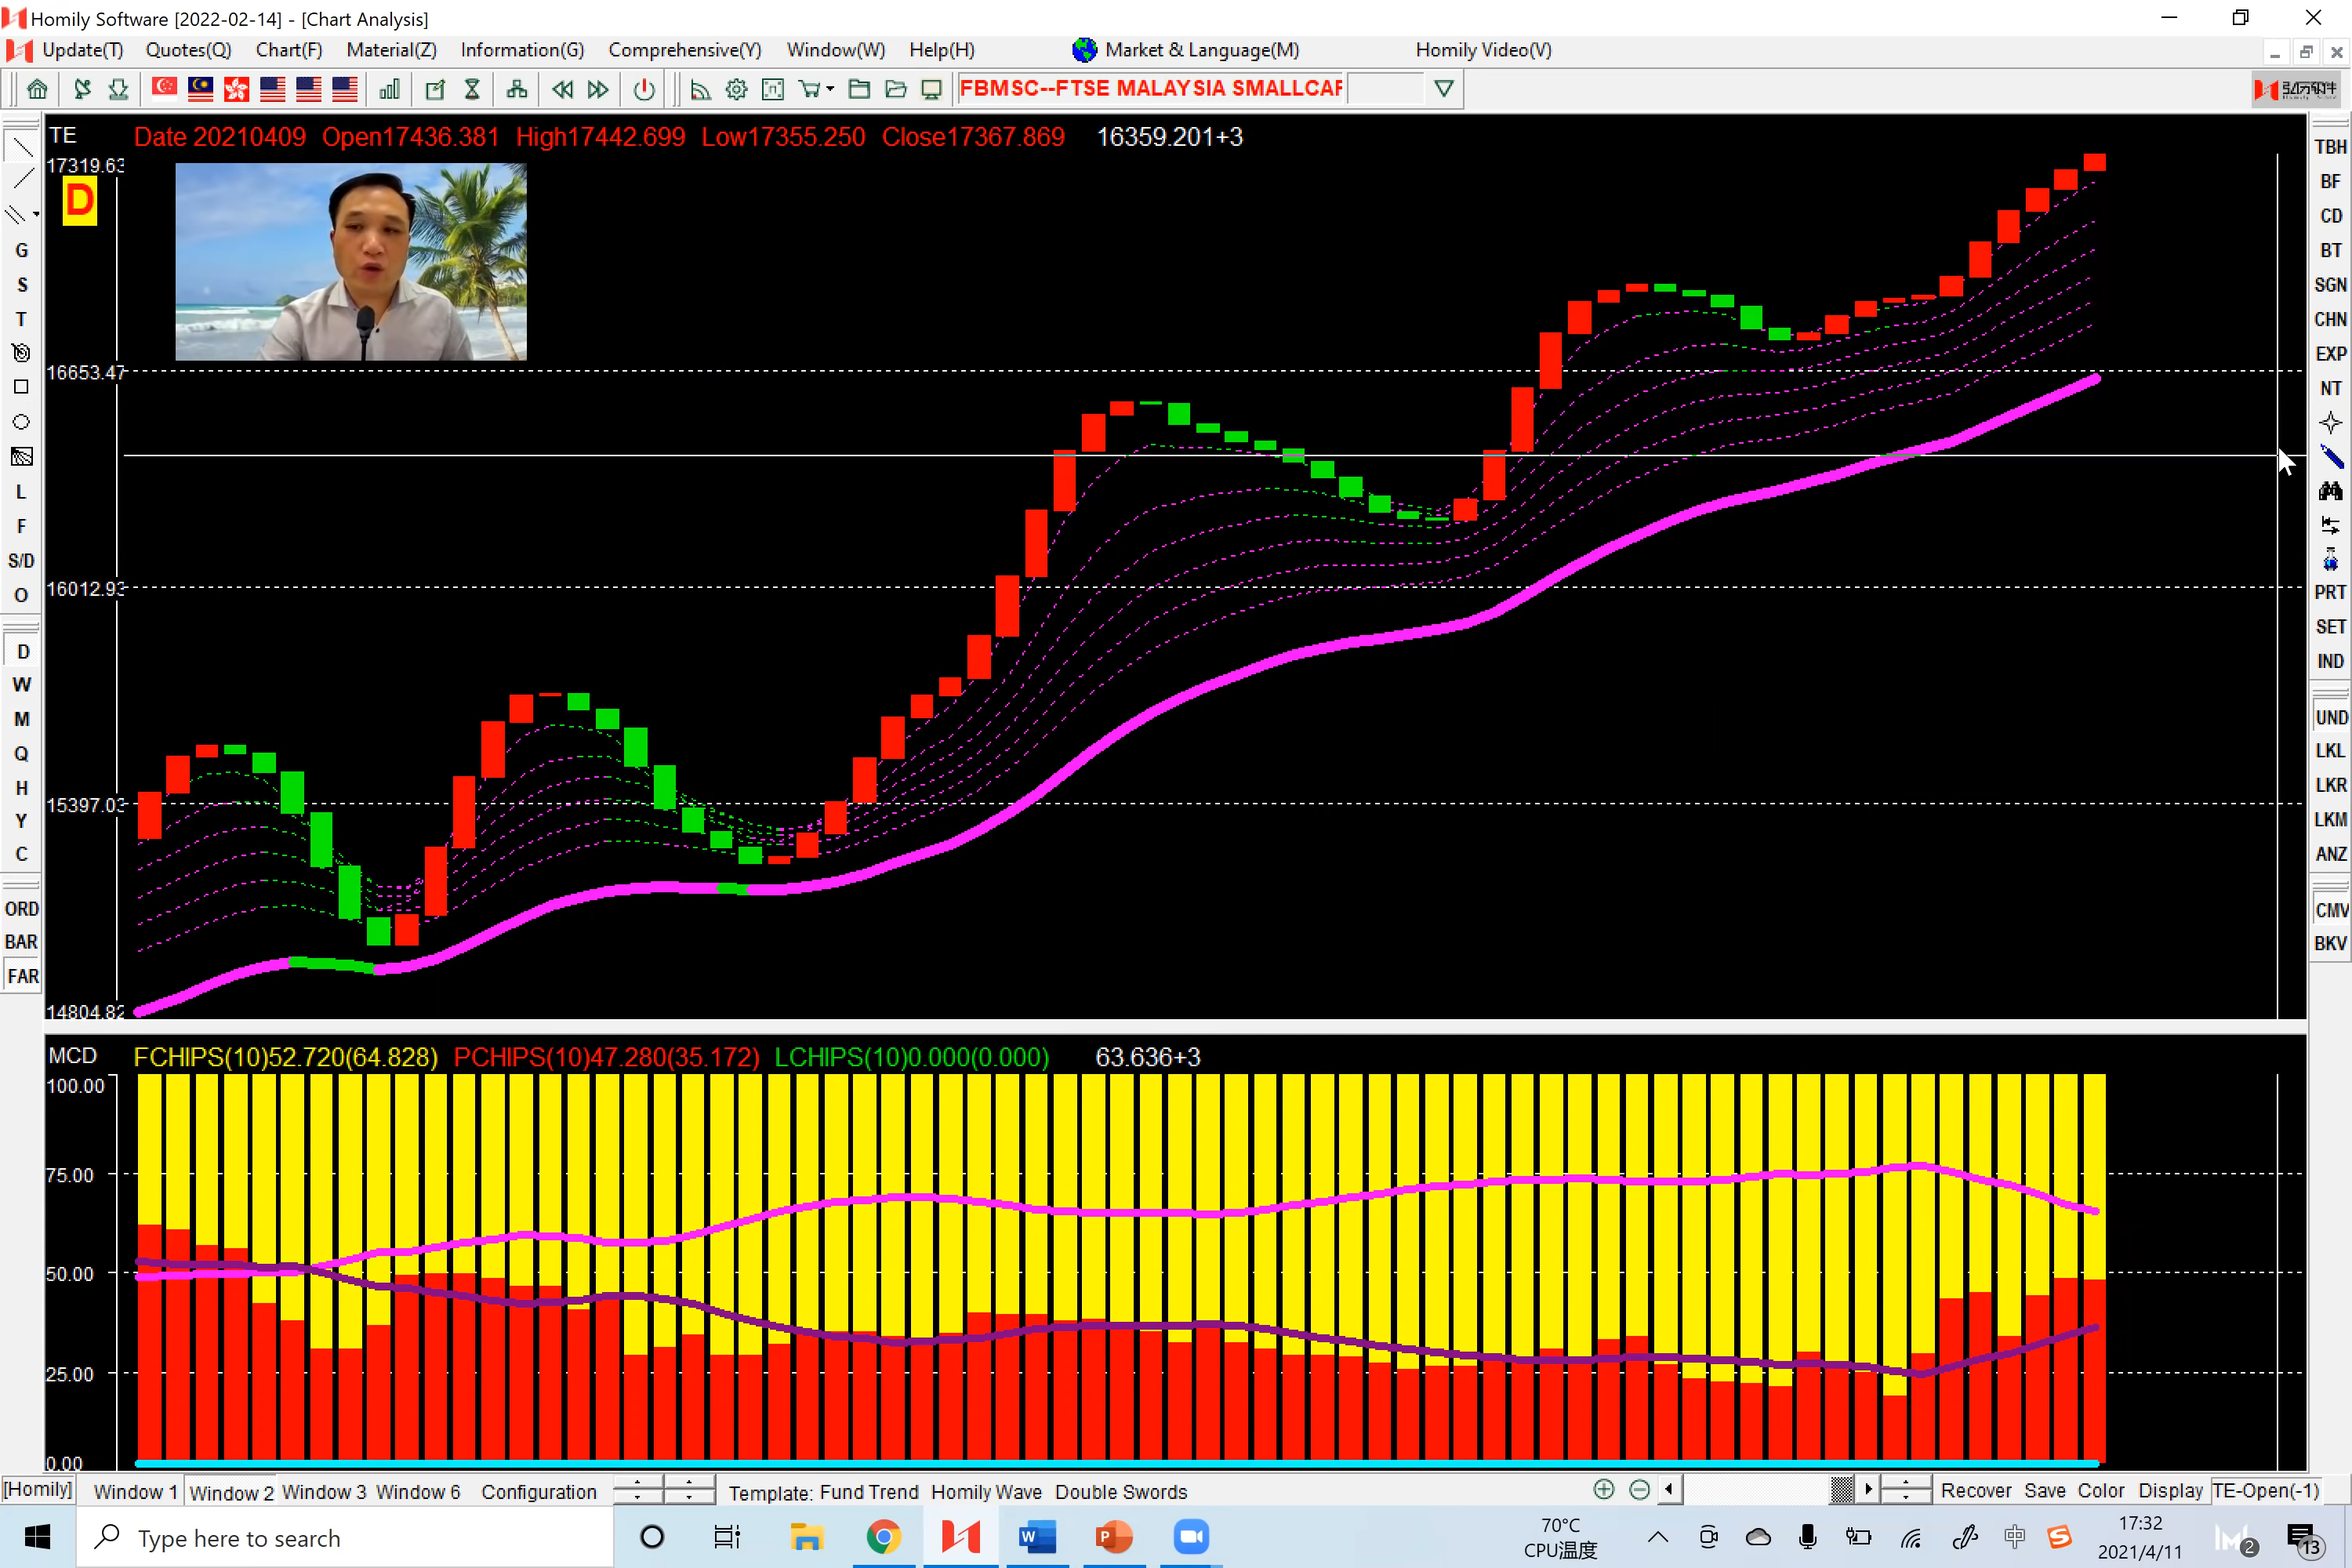 Homily Software [2022-02-14] - [Chart Analysis]
Update(T) Quotes(Q) Chart(F) Material(Z) Information(G) Comprehensive(Y) Window(W) Help(H) Market & Language(M) Homily Video(V)
FBMSC--FTSE MALAYSIA SMALLCAF
弘历软件
TE Date 20210409 Open17436.381 High17442.699 Low17355.250 Close17367.869 16359.201+3
17319.63
D
16653.47
16012.93
15397.03
14804.82
G
S
T
L
F
S/D
O
D
W
M
Q
H
Y
C
ORD
BAR
FAR
TBH
BF
CD
BT
SGN
CHN
EXP
NT
PRT
SET
IND
UND
LKL
LKR
LKM
ANZ
CMV
BKV
MCD FCHIPS(10)52.720(64.828) PCHIPS(10)47.280(35.172) LCHIPS(10)0.000(0.000) 63.636+3
100.00
75.00
50.00
25.00
0.00
[Homily] Window 1 Window 2 Window 3 Window 6 Configuration Template: Fund Trend Homily Wave Double Swords Recover Save Color Display TE-Open(-1)
Type here to search
W
P
70°C
CPU温度
中
S
17:32
2021/4/11
2
13